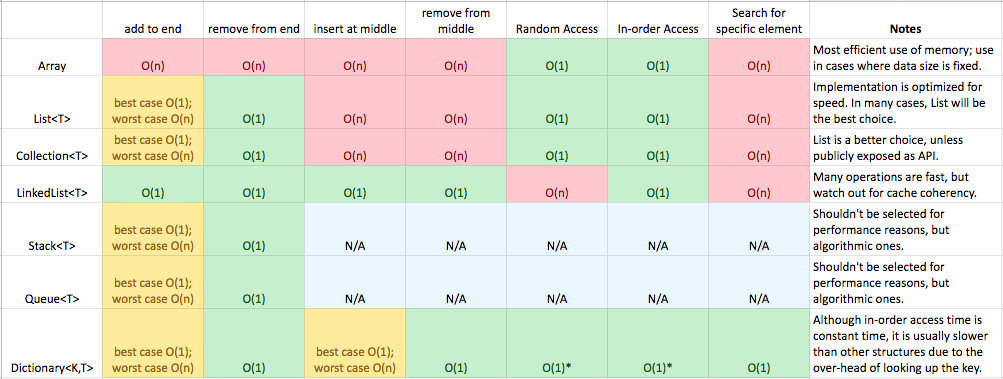 add to end
remove from end
insert at middle
remove from
middle
Random Access
In-order Access
Search for
specific element
Notes
Array
O(n)
O(n)
O(n)
O(n)
O(1)
O(1)
O(n)
Most efficient use of memory; use
in cases where data size is fixed.
List<T>
best case O(1);
worst case O(n)
O(1)
O(n)
O(n)
O(1)
O(1)
O(n)
Implementation is optimized for
speed. In many cases, List will be
the best choice.
Collection<T>
best case O(1);
worst case O(n)
O(1)
O(n)
O(n)
O(1)
O(1)
O(n)
List is a better choice, unless
publicly exposed as API.
LinkedList<T>
O(1)
O(1)
O(1)
O(1)
O(n)
O(1)
O(n)
Many operations are fast, but
watch out for cache coherency.
Stack<T>
best case O(1);
worst case O(n)
O(1)
N/A
N/A
N/A
N/A
N/A
Shouldn't be selected for
performance reasons, but
algorithmic ones.
Queue<T>
best case O(1);
worst case O(n)
O(1)
N/A
N/A
N/A
N/A
N/A
Shouldn't be selected for
performance reasons, but
algorithmic ones.
Dictionary<K,T>
best case O(1);
worst case O(n)
O(1)
best case O(1);
worst case O(n)
O(1)
O(1)*
O(1)*
O(1)
Although in-order access time is
constant time, it is usually slower
than other structures due to the
over-head of looking up the key.